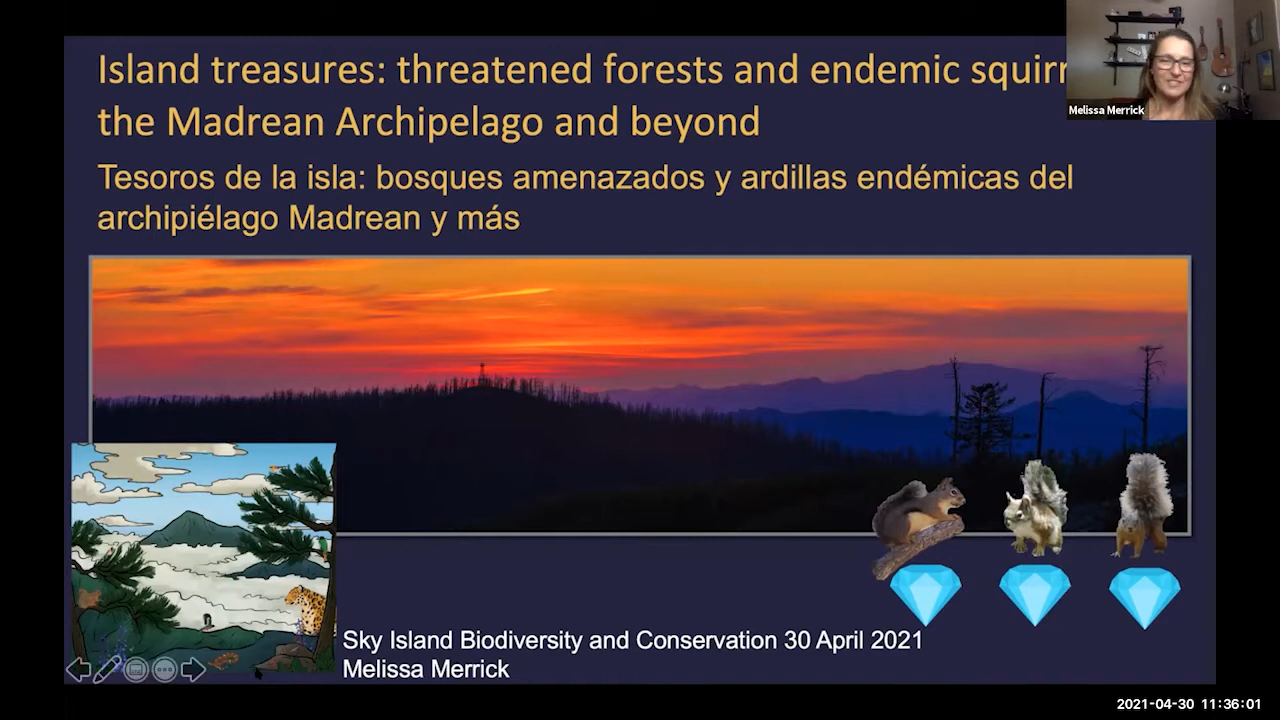 Island treasures: threatened forests and endemic squirr
the Madrean Archipelago and beyond
Tesoros de la isla: bosques amenazados y ardillas endémicas del
archipiélago Madrean y más
Melissa Merrick
Sky Island Biodiversity and Conservation 30 April 2021
Melissa Merrick
2021-04-30 11:36:01